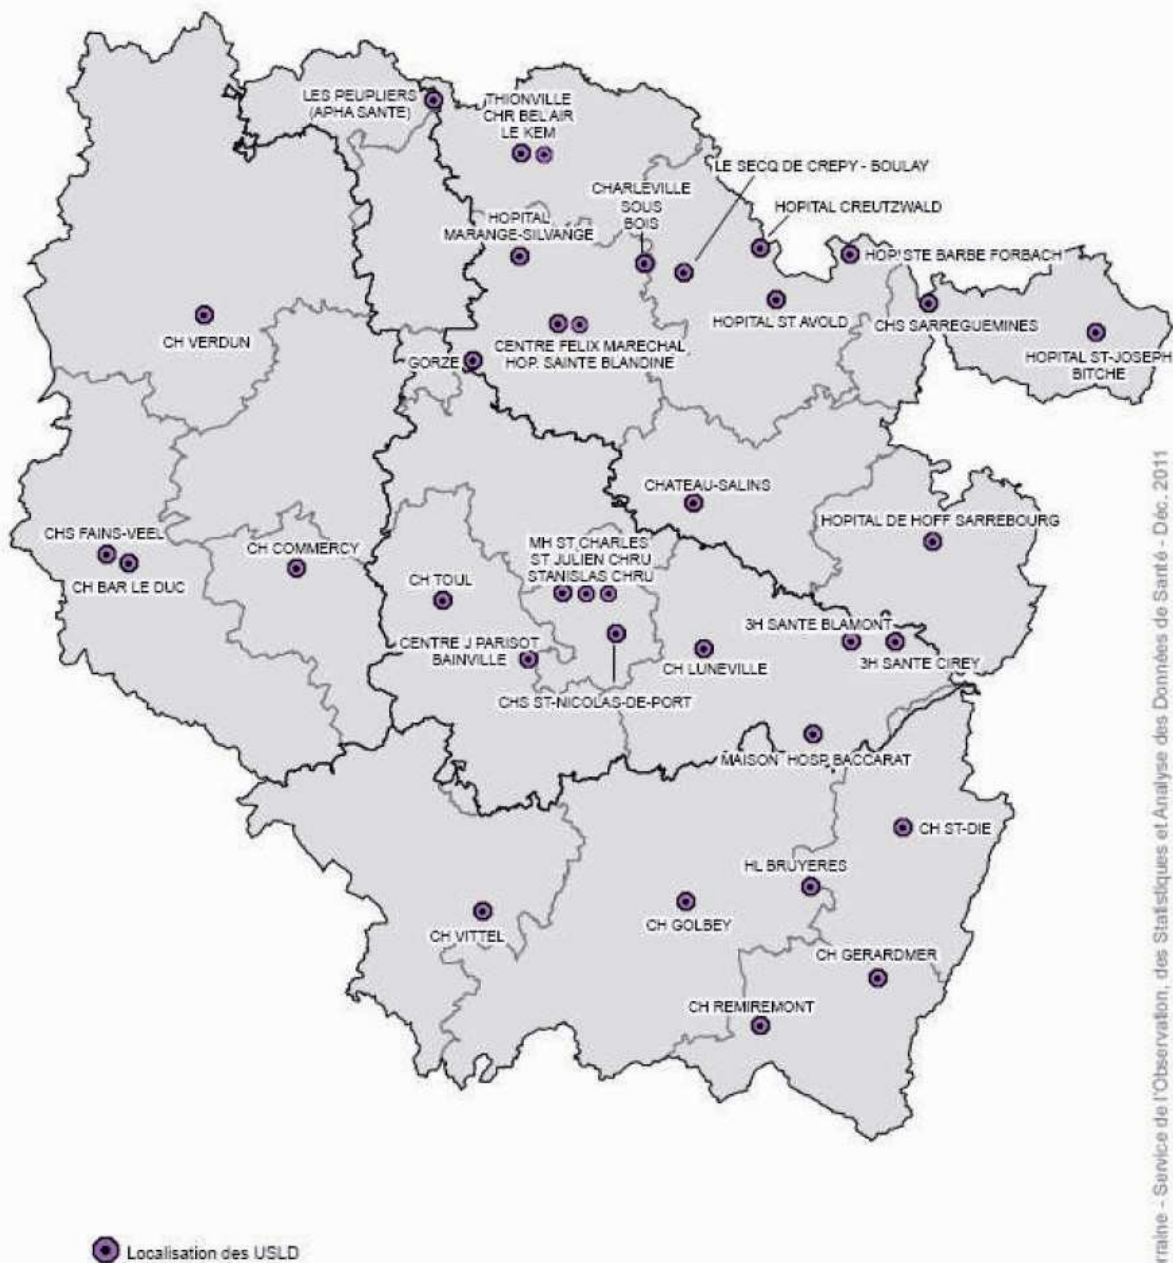 LES PEUPLIERS
(APHA SANTE)
THIONVILLE
CHR BEL AIR
LE KEM
LE SECQ DE CREPY - BOULAY
CHARLEVILLE
SOUS
BOIS
HOPITAL CREUTZWALD
HOPITAL
MARANGE-SILVANGE
HOP. STE BARBE FORBACH
CH VERDUN
HOPITAL ST AVOLD
CHS SARREGUEMINES
CENTRE FELIX MARECHAL
HOP. SAINTE BLANDINE
GORZE
HOPITAL ST-JOSEPH
BITCHE
CHATEAU-SALINS
HOPITAL DE HOFF SARREBOURG
CHS FAINS-VEEL
CH BAR LE DUC
CH COMMERCY
MH ST CHARLES
ST JULIEN CHRU
STANISLAS CHRU
CH TOUL
CENTRE J PARISOT
BAINVILLE
3H SANTE BLAMONT
3H SANTE CIREY
CH LUNEVILLE
CHS ST-NICOLAS-DE-PORT
MAISON HOSP. BACCARAT
CH ST-DIE
HL BRUYERES
CH GOLBEY
CH VITTEL
CH GERARDMER
CH REMIREMONT
Localisation des USLD
rraine - Service de l'Observation, des Statistiques et Analyse des Données de Santé - Déc. 2011